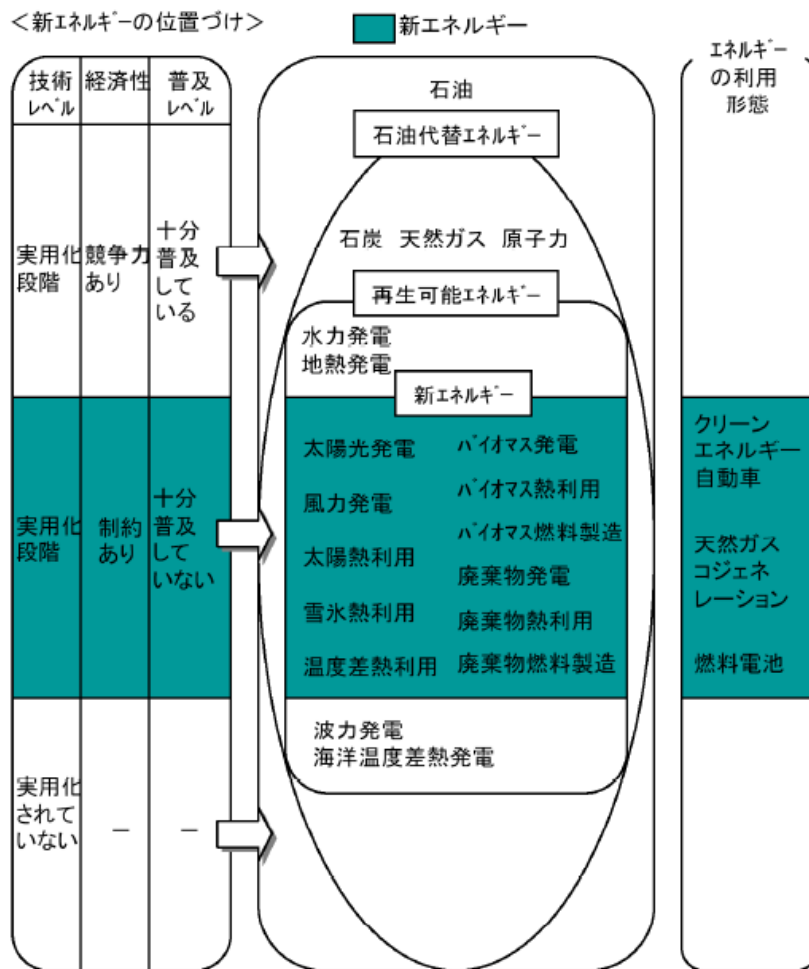 ＜新ｴﾈﾙｷﾞｰの位置づけ＞
新エネルギー
技術
ﾚﾍﾞﾙ
経済性
普及
ﾚﾍﾞﾙ
実用化
段階
競争力
あり
十分
普及
して
いる
実用化
段階
制約
あり
十分
普及
して
いない
実用化
されて
いない
－
－
石油
石油代替ｴﾈﾙｷﾞｰ
石炭 天然ガス 原子力
再生可能ｴﾈﾙｷﾞｰ
水力発電
地熱発電
新ｴﾈﾙｷﾞｰ
太陽光発電
風力発電
太陽熱利用
雪氷熱利用
温度差熱利用
ﾊﾞｲｵﾏｽ発電
ﾊﾞｲｵﾏｽ熱利用
ﾊﾞｲｵﾏｽ燃料製造
廃棄物発電
廃棄物熱利用
廃棄物燃料製造
波力発電
海洋温度差熱発電
ｴﾈﾙｷﾞｰ
の利用
形態
クリーン
エネルギー
自動車
天然ガス
コジェネ
レーション
燃料電池